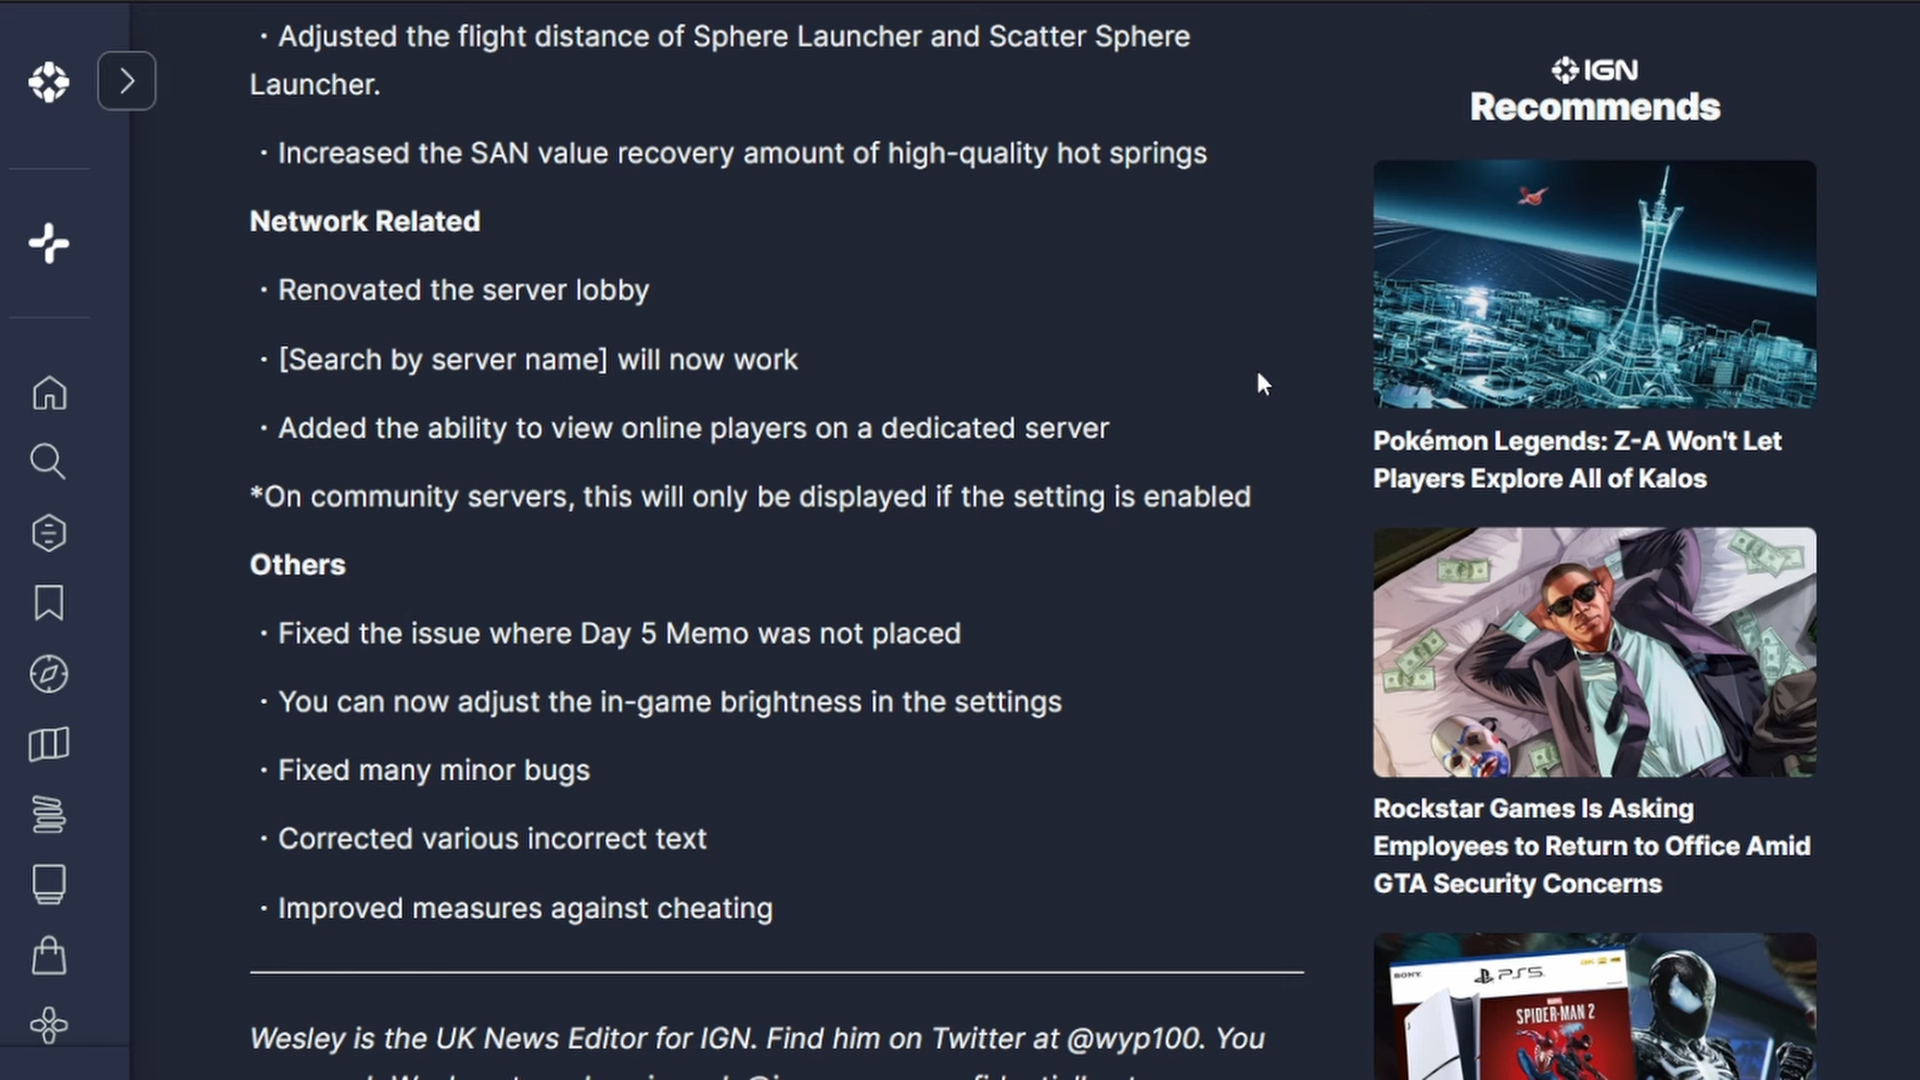 · Adjusted the flight distance of Sphere Launcher and Scatter Sphere
Launcher.
· Increased the SAN value recovery amount of high-quality hot springs
Network Related
· Renovated the server lobby
· [Search by server name] will now work
· Added the ability to view online players on a dedicated server
*On community servers, this will only be displayed if the setting is enabled
Others
· Fixed the issue where Day 5 Memo was not placed
· You can now adjust the in-game brightness in the settings
· Fixed many minor bugs
· Corrected various incorrect text
· Improved measures against cheating
Wesley is the UK News Editor for IGN. Find him on Twitter at @wyp100. You
IGN
Recommends
Pokémon Legends: Z-A Won't Let
Players Explore All of Kalos
Rockstar Games Is Asking
Employees to Return to Office Amid
GTA Security Concerns
SONY
PS5
MARVEL
SPIDER-MAN 2